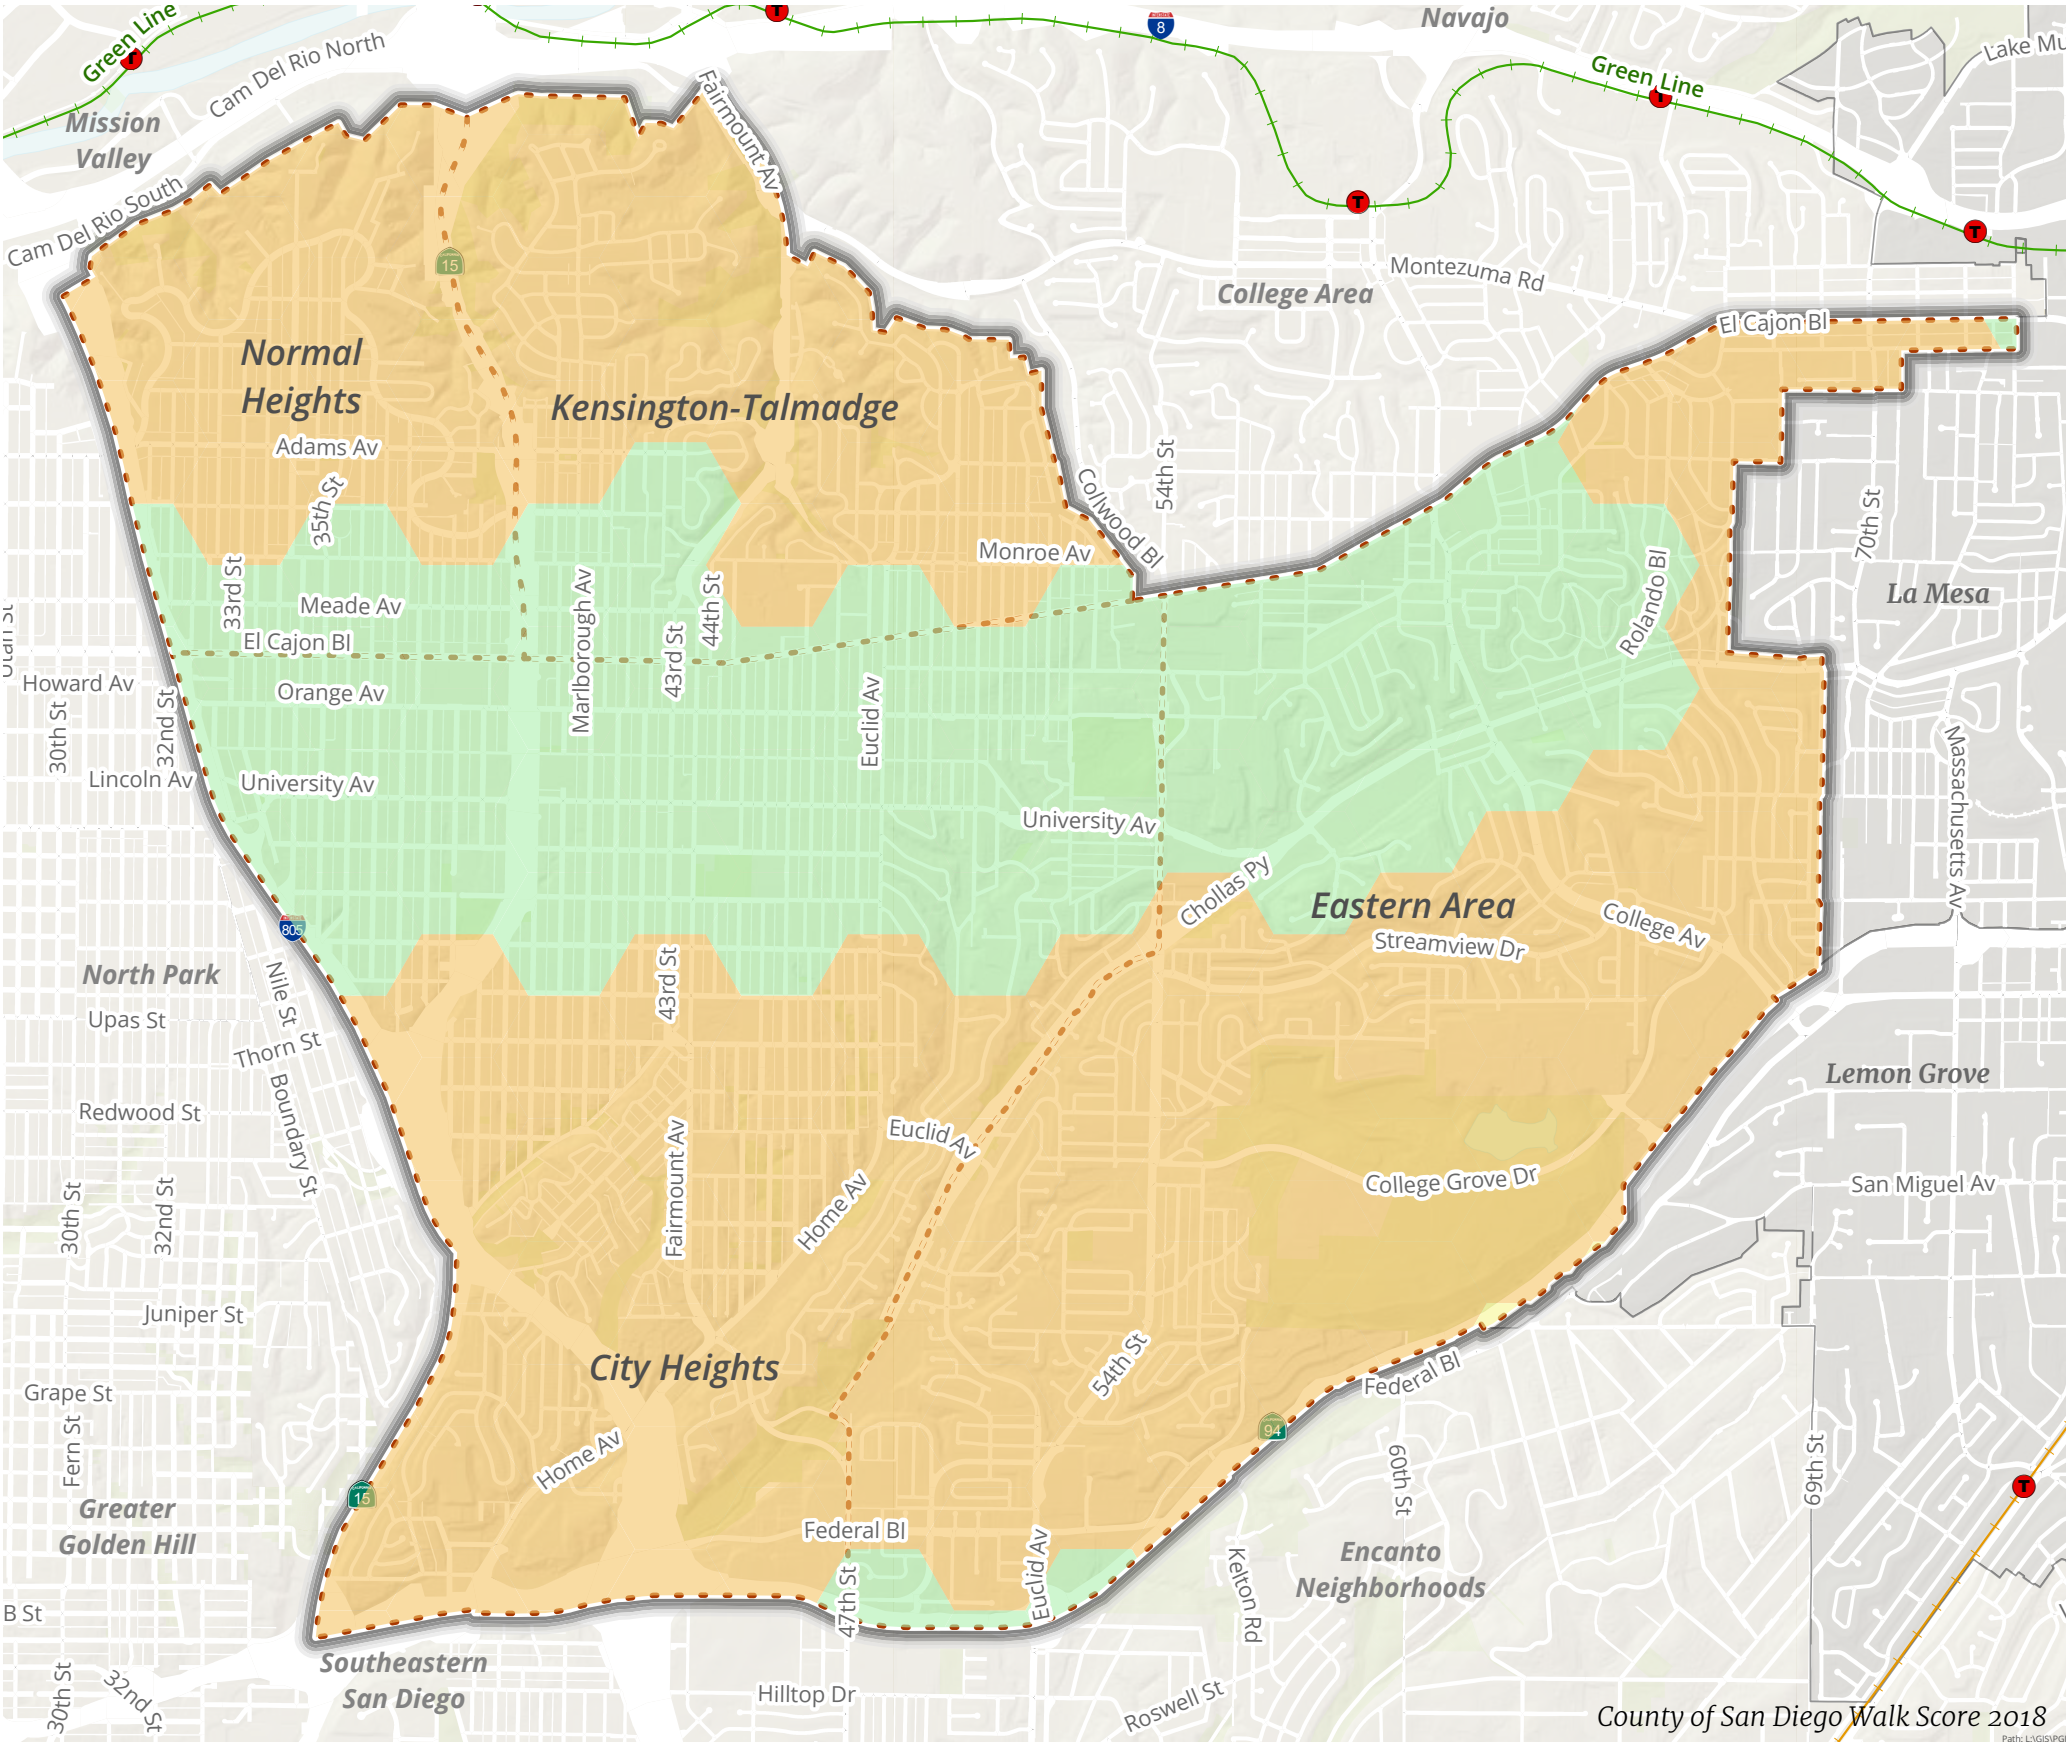 Green Line
T
T
8
Navajo
Lake Mu
Cam Del Rio North
Mission
Valley
Fairmount Av
Green Line
T
T
T
Cam Del Rio South
15
College Area
Montezuma Rd
El Cajon Bl
Normal
Heights
Kensington-Talmadge
Adams Av
35th St
Collwood Bl
54th St
70th St
Monroe Av
33rd St
Meade Av
Marlborough Av
44th St
Rolando Bl
La Mesa
Utah St
El Cajon Bl
43rd St
Howard Av
Orange Av
30th St
32nd St
Euclid Av
Massachusetts Av
Lincoln Av
University Av
University Av
Chollas Py
Eastern Area
College Av
805
Streamview Dr
North Park
Nile St
43rd St
Upas St
Thorn St
Lemon Grove
Boundary St
Redwood St
Euclid Av
Fairmount Av
Home Av
College Grove Dr
San Miguel Av
30th St
32nd St
Juniper St
City Heights
54th St
Federal Bl
Grape St
Fern St
Home Av
94
60th St
69th St
T
15
Greater
Golden Hill
Federal Bl
Euclid Av
Kelton Rd
Encanto
Neighborhoods
47th St
B St
Southeastern
San Diego
30th St
32nd St
Hilltop Dr
Roswell St
County of San Diego Walk Score 2018
Path: L:\GIS\PG